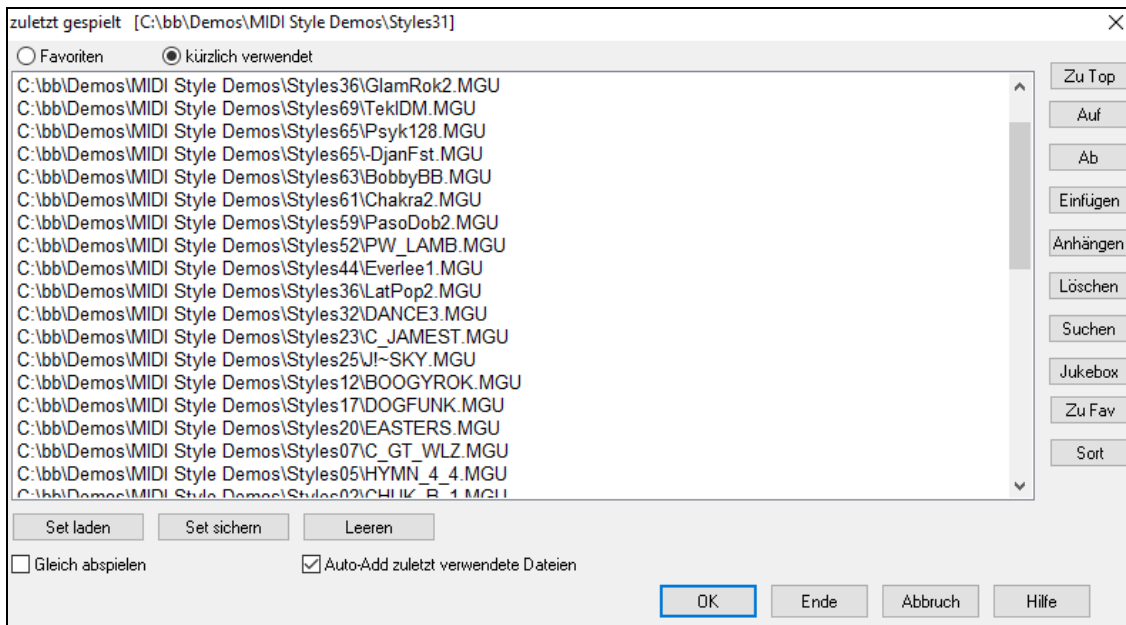 zuletzt gespielt [C:\bb\Demos\MIDI Style Demos\Styles31]
Favoriten kürzlich verwendet
C:\bb\Demos\MIDI Style Demos\Styles36\GlamRok2.MGU
C:\bb\Demos\MIDI Style Demos\Styles69\TekIDM.MGU
C:\bb\Demos\MIDI Style Demos\Styles65\Psyk128.MGU
C:\bb\Demos\MIDI Style Demos\Styles65\-DjanFst.MGU
C:\bb\Demos\MIDI Style Demos\Styles63\BobbyBB.MGU
C:\bb\Demos\MIDI Style Demos\Styles61\Chakra2.MGU
C:\bb\Demos\MIDI Style Demos\Styles59\PasoDob2.MGU
C:\bb\Demos\MIDI Style Demos\Styles52\PW_LAMB.MGU
C:\bb\Demos\MIDI Style Demos\Styles44\Everlee1.MGU
C:\bb\Demos\MIDI Style Demos\Styles36\LatPop2.MGU
C:\bb\Demos\MIDI Style Demos\Styles32\DANCE3.MGU
C:\bb\Demos\MIDI Style Demos\Styles23\C_JAMEST.MGU
C:\bb\Demos\MIDI Style Demos\Styles25\J!~SKY.MGU
C:\bb\Demos\MIDI Style Demos\Styles12\BOOGYROK.MGU
C:\bb\Demos\MIDI Style Demos\Styles17\DOGFUNK.MGU
C:\bb\Demos\MIDI Style Demos\Styles20\EASTERS.MGU
C:\bb\Demos\MIDI Style Demos\Styles07\C_GT_WLZ.MGU
C:\bb\Demos\MIDI Style Demos\Styles05\HYMN_4_4.MGU
C:\bb\Demos\MIDI Style Demos\Styles02\CHUK_B_1.MGU
Zu Top
Auf
Ab
Einfügen
Anhängen
Löschen
Suchen
Jukebox
Zu Fav
Sort
Set laden Set sichern Leeren
Gleich abspielen Auto-Add zuletzt verwendete Dateien
OK Ende Abbruch Hilfe